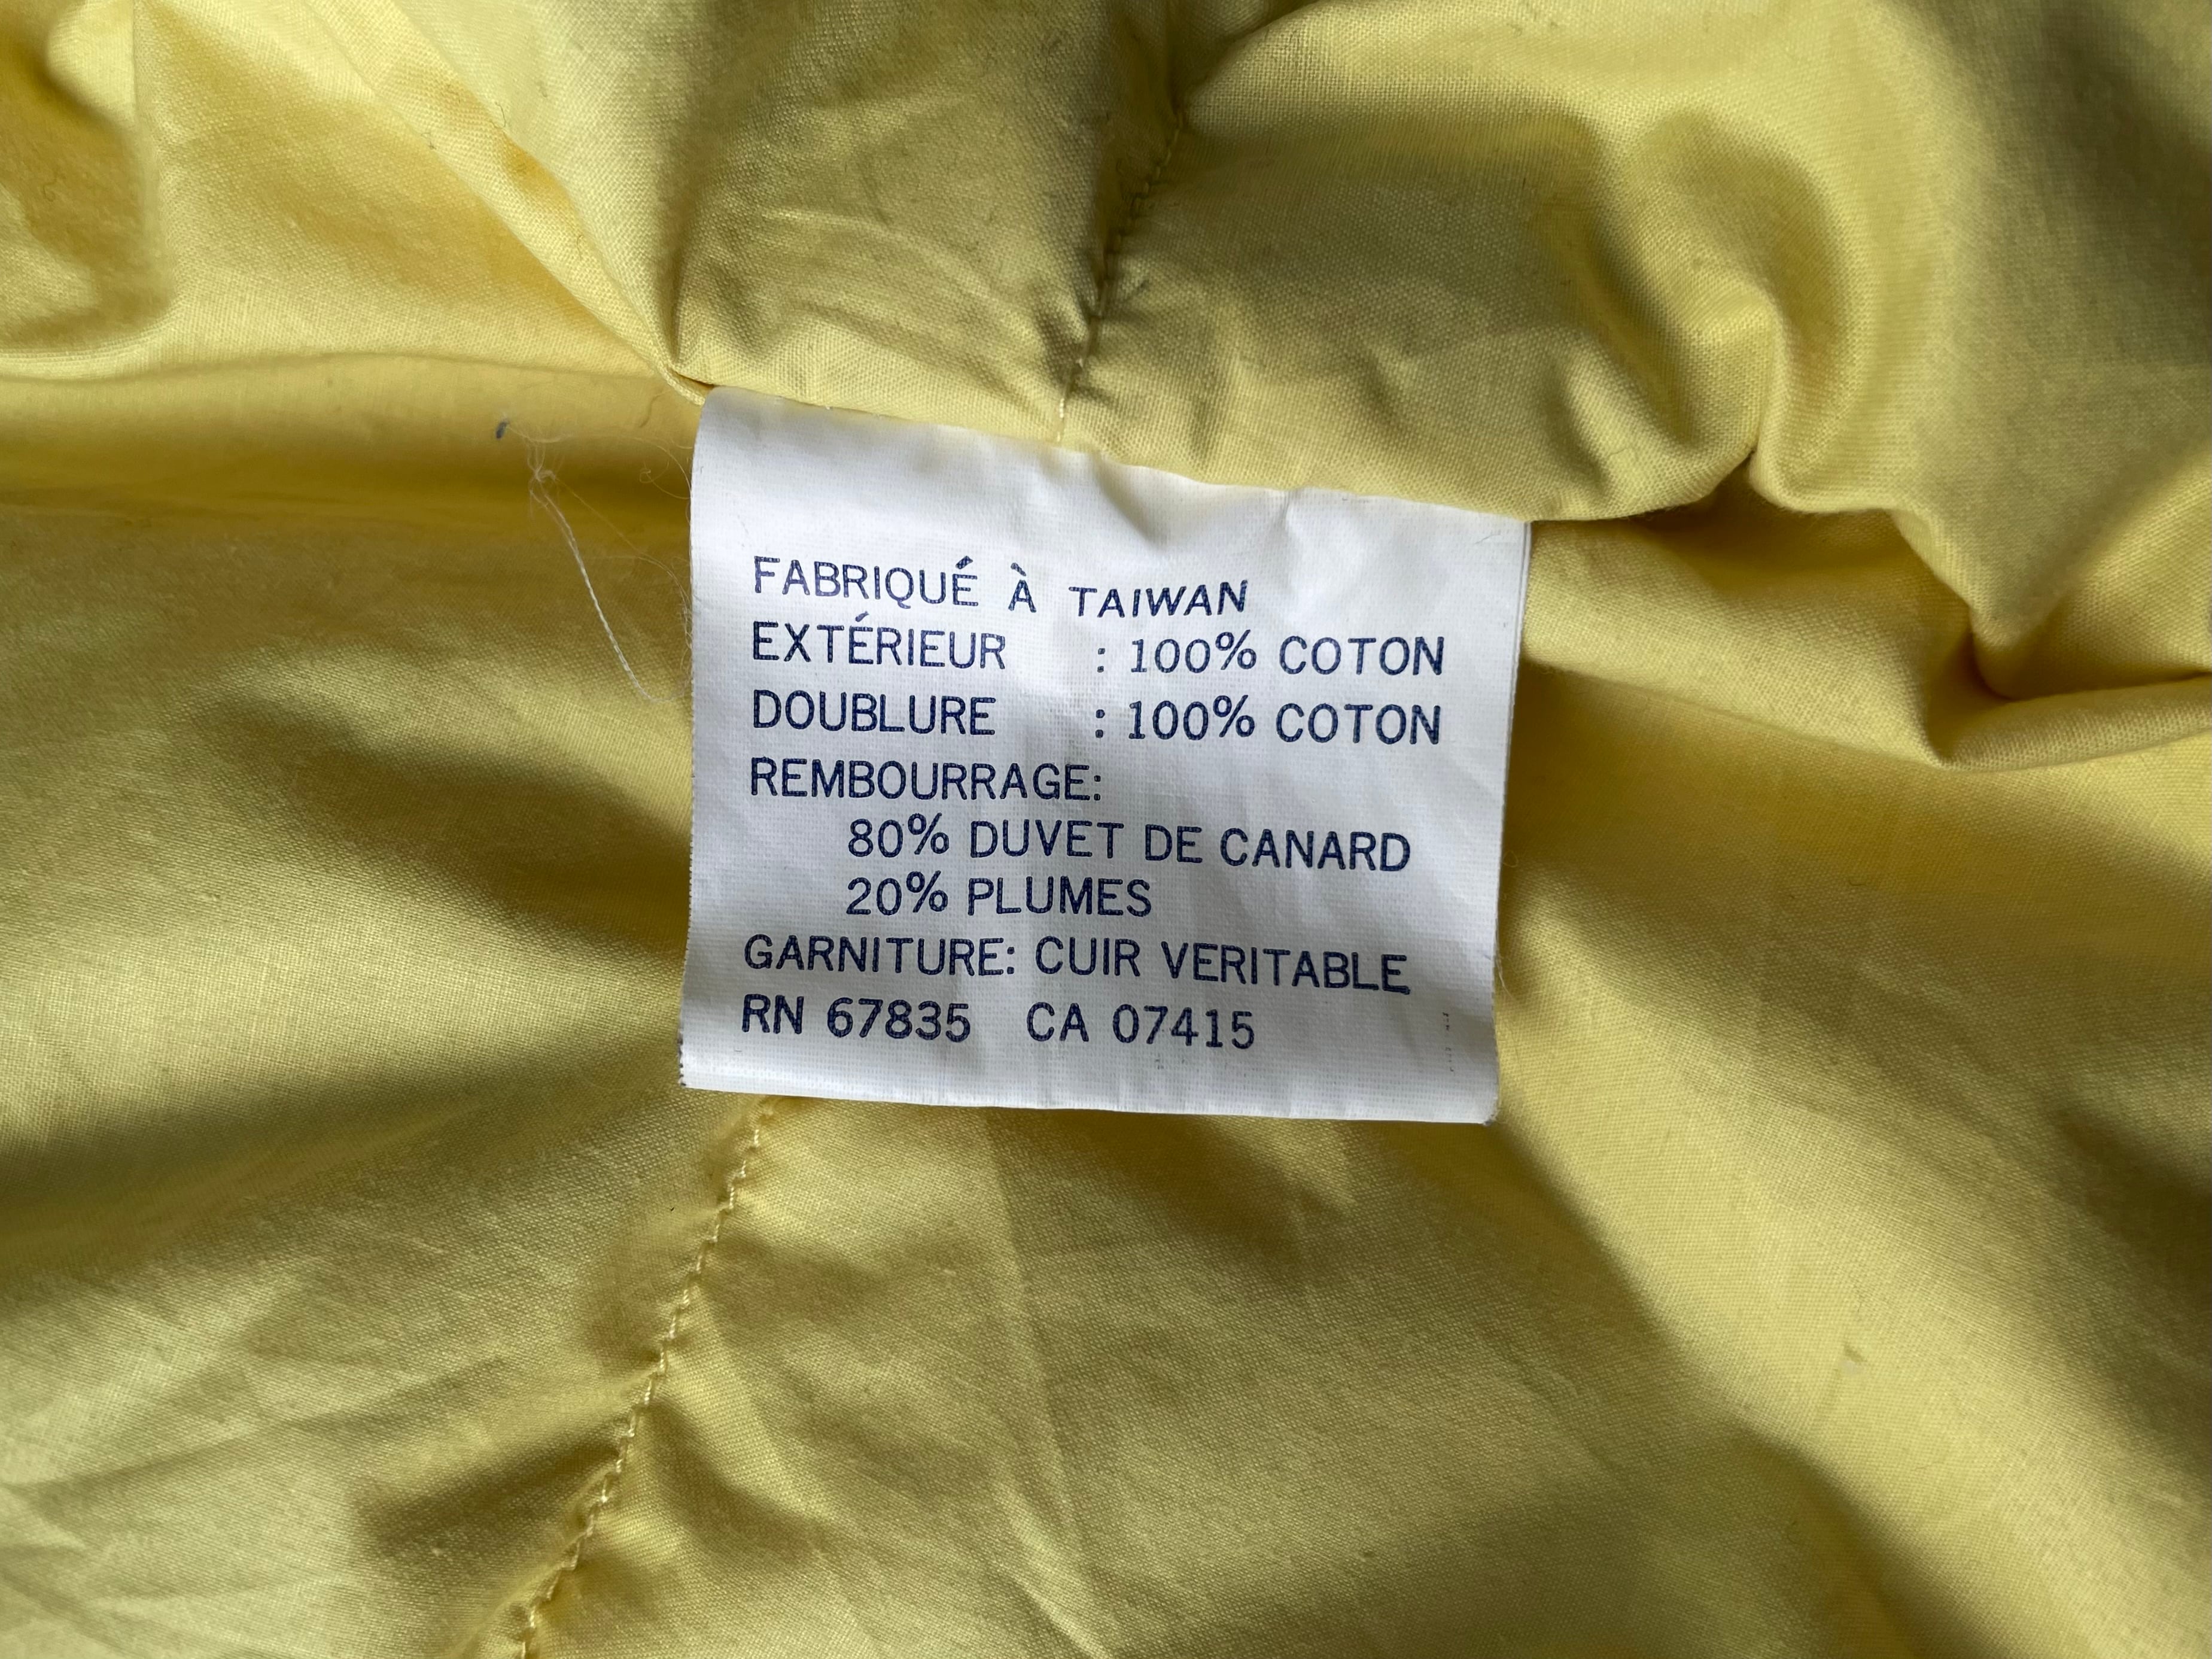 FABRIQUÉ À TAIWAN
EXTÉRIEUR : 100% COTON
DOUBLURE : 100% COTON
REMBOURRAGE:
80% DUVET DE CANARD
20% PLUMES
GARNITURE: CUIR VERITABLE
RN 67835 CA 07415